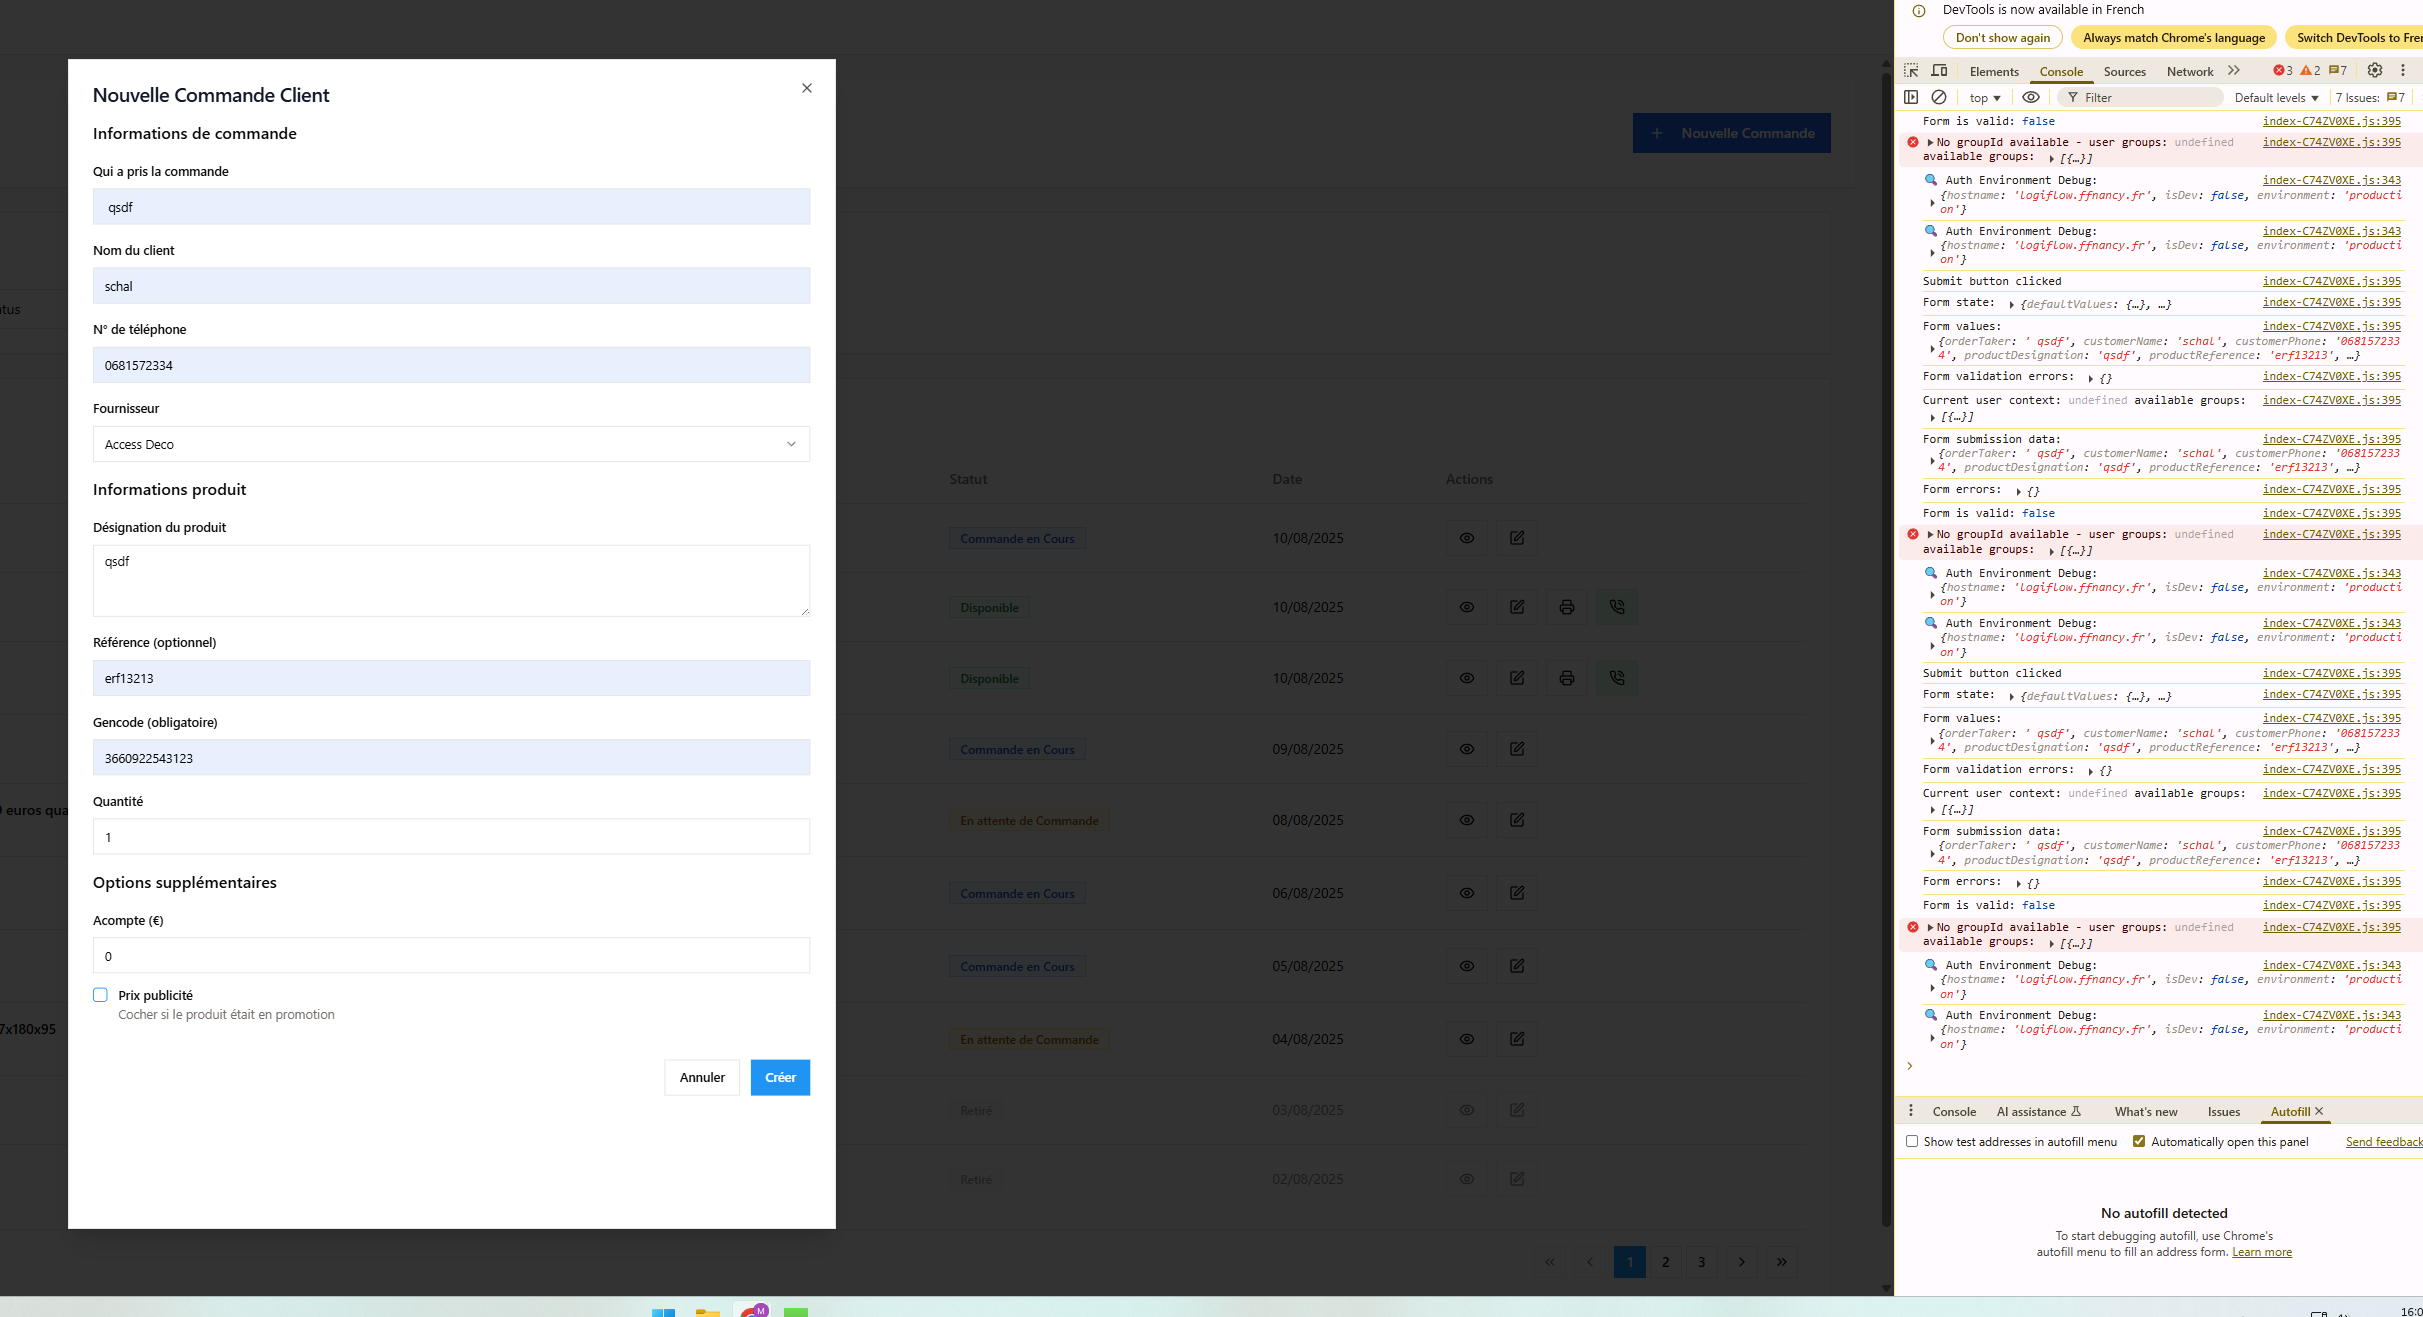 Nouvelle Commande Client
Informations de commande
Qui a pris la commande
qsdf
Nom du client
schal
N° de téléphone
0681572334
Fournisseur
Access Deco
Informations produit
Désignation du produit
qsdf
Référence (optionnel)
erf13213
Gencode (obligatoire)
3660922543123
Quantité
1
Options supplémentaires
Acompte (€)
0
Prix publicité
Cocher si le produit était en promotion
Annuler Créer
tus
euros qua
7x180x95
+ Nouvelle Commande
Statut Date Actions
Commande en Cours 10/08/2025
Disponible 10/08/2025
Disponible 10/08/2025
Commande en Cours 09/08/2025
En attente de Commande 08/08/2025
Commande en Cours 06/08/2025
Commande en Cours 05/08/2025
En attente de Commande 04/08/2025
Retiré 03/08/2025
Retiré 02/08/2025
« ‹ 1 2 3 › »
DevTools is now available in French
Don't show again Always match Chrome's language Switch DevTools to Fre
Elements Console Sources Network 3 2 7
top Filter Default levels 7 Issues: 7
Form is valid: false index-C74ZV0XE.js:395
No groupId available - user groups: undefined index-C74ZV0XE.js:395
available groups: [{…}]
Auth Environment Debug: index-C74ZV0XE.js:343
{hostname: 'logiflow.ffnancy.fr', isDev: false, environment: 'producti
on'}
Auth Environment Debug: index-C74ZV0XE.js:343
{hostname: 'logiflow.ffnancy.fr', isDev: false, environment: 'producti
on'}
Submit button clicked index-C74ZV0XE.js:395
Form state: {defaultValues: {…}, …} index-C74ZV0XE.js:395
Form values: index-C74ZV0XE.js:395
{orderTaker: ' qsdf', customerName: 'schal', customerPhone: '068157233
4', productDesignation: 'qsdf', productReference: 'erf13213', …}
Form validation errors: {} index-C74ZV0XE.js:395
Current user context: undefined available groups: index-C74ZV0XE.js:395
[{…}]
Form submission data: index-C74ZV0XE.js:395
{orderTaker: ' qsdf', customerName: 'schal', customerPhone: '068157233
4', productDesignation: 'qsdf', productReference: 'erf13213', …}
Form errors: {} index-C74ZV0XE.js:395
Form is valid: false index-C74ZV0XE.js:395
No groupId available - user groups: undefined index-C74ZV0XE.js:395
available groups: [{…}]
Auth Environment Debug: index-C74ZV0XE.js:343
{hostname: 'logiflow.ffnancy.fr', isDev: false, environment: 'producti
on'}
Auth Environment Debug: index-C74ZV0XE.js:343
{hostname: 'logiflow.ffnancy.fr', isDev: false, environment: 'producti
on'}
Submit button clicked index-C74ZV0XE.js:395
Form state: {defaultValues: {…}, …} index-C74ZV0XE.js:395
Form values: index-C74ZV0XE.js:395
{orderTaker: ' qsdf', customerName: 'schal', customerPhone: '068157233
4', productDesignation: 'qsdf', productReference: 'erf13213', …}
Form validation errors: {} index-C74ZV0XE.js:395
Current user context: undefined available groups: index-C74ZV0XE.js:395
[{…}]
Form submission data: index-C74ZV0XE.js:395
{orderTaker: ' qsdf', customerName: 'schal', customerPhone: '068157233
4', productDesignation: 'qsdf', productReference: 'erf13213', …}
Form errors: {} index-C74ZV0XE.js:395
Form is valid: false index-C74ZV0XE.js:395
No groupId available - user groups: undefined index-C74ZV0XE.js:395
available groups: [{…}]
Auth Environment Debug: index-C74ZV0XE.js:343
{hostname: 'logiflow.ffnancy.fr', isDev: false, environment: 'producti
on'}
Auth Environment Debug: index-C74ZV0XE.js:343
{hostname: 'logiflow.ffnancy.fr', isDev: false, environment: 'producti
on'}
Console AI assistance What's new Issues Autofill
Show test addresses in autofill menu Automatically open this panel Send feedback
No autofill detected
To start debugging autofill, use Chrome's
autofill menu to fill an address form. Learn more
M
16:0